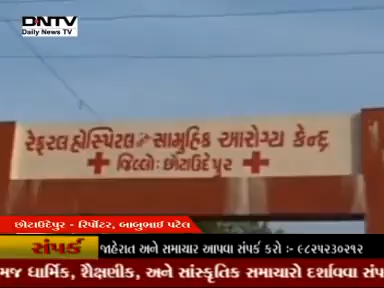 DNTV
Daily News TV
રેફરલ હોસ્પિટલ સામુહિક આરોગ્ય કેન્દ્ર
જિલ્લો: છોટાઉદેપુર
છોટાઉદેપુર - રિર્પોટર, બાબુભાઇ પટેલ
સંપર્ક જાહેરાત અને સમાચાર આપવા સંપર્ક કરો :- ૯૮૨૫૨૩૦૨૧૨
મજ ધાર્મિક, શૈક્ષણીક, અને સાંસ્કૃતિક સમાચારો દર્શાવવા સંપ